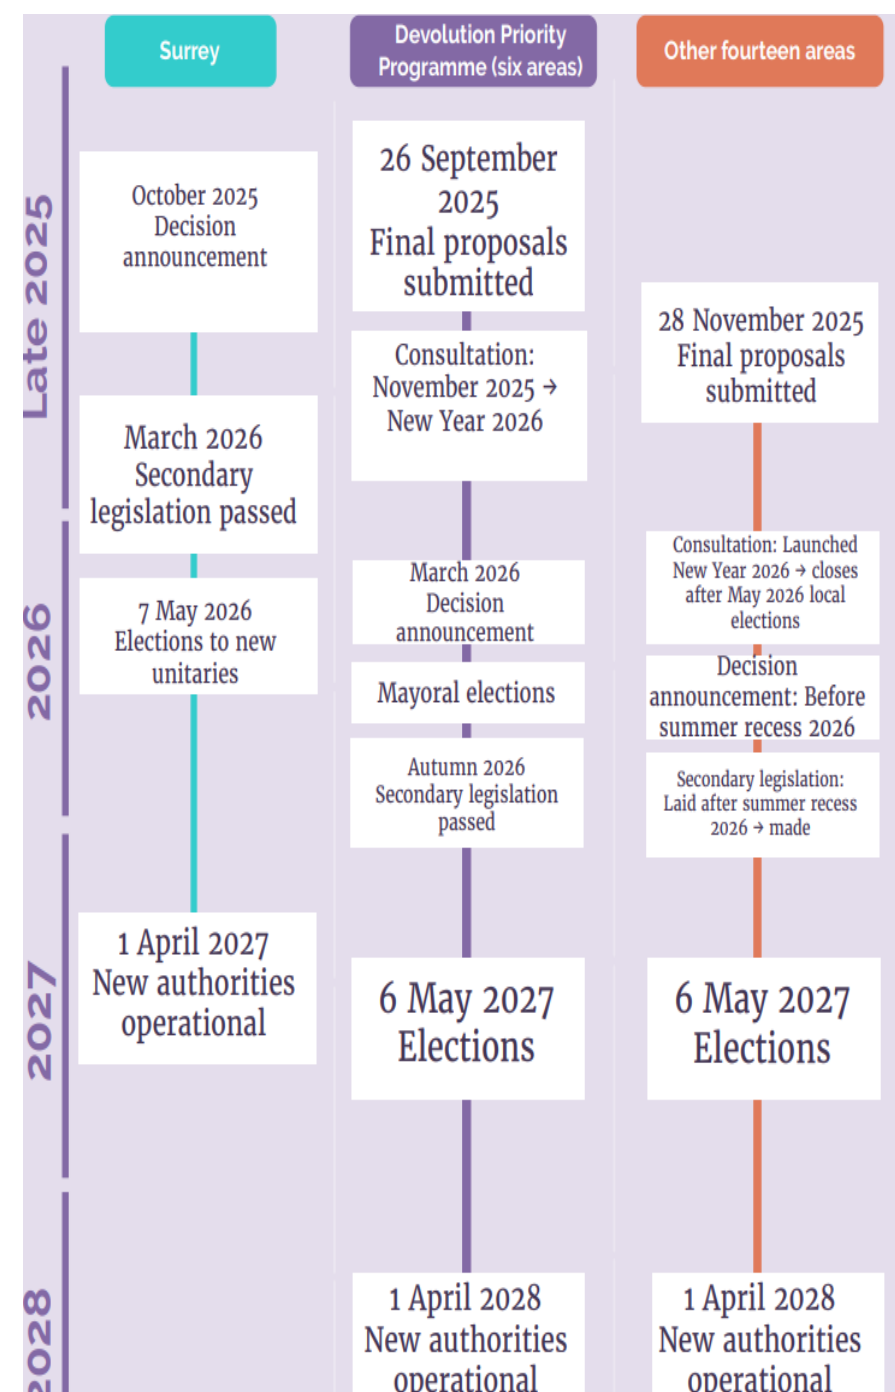 Surrey
Devolution Priority
Programme (six areas)
Other fourteen areas
Late 2025
2026
2027
2028
October 2025
Decision
announcement
March 2026
Secondary
legislation passed
7 May 2026
Elections to new
unitaries
1 April 2027
New authorities
operational
26 September
2025
Final proposals
submitted
Consultation:
November 2025 →
New Year 2026
March 2026
Decision
announcement
Mayoral elections
Autumn 2026
Secondary legislation
passed
6 May 2027
Elections
1 April 2028
New authorities
operational
28 November 2025
Final proposals
submitted
Consultation: Launched
New Year 2026 → closes
after May 2026 local
elections
Decision
announcement: Before
summer recess 2026
Secondary legislation:
Laid after summer recess
2026 → made
6 May 2027
Elections
1 April 2028
New authorities
operational